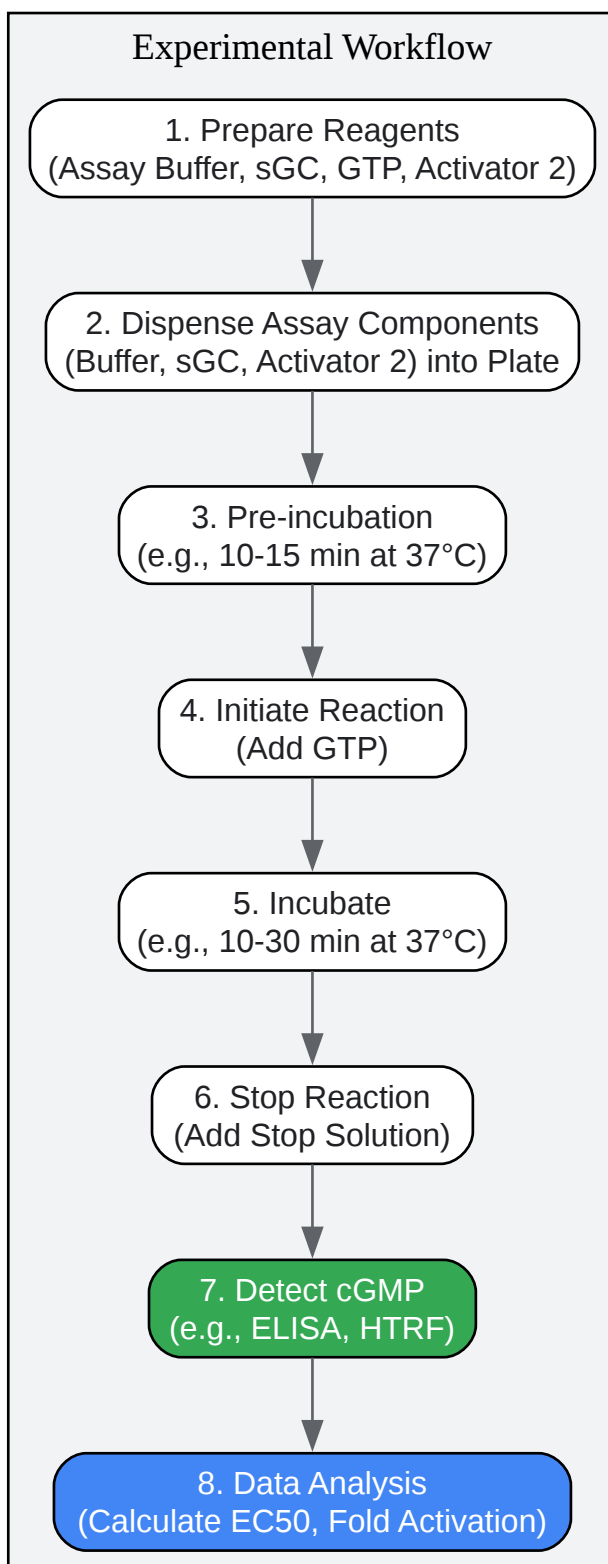 Experimental Workflow
1. Prepare Reagents
(Assay Buffer, sGC, GTP, Activator 2)
2. Dispense Assay Components
(Buffer, sGC, Activator 2) into Plate
3. Pre-incubation
(e.g., 10-15 min at 37°C)
4. Initiate Reaction
(Add GTP)
5. Incubate
(e.g., 10-30 min at 37°C)
6. Stop Reaction
(Add Stop Solution)
7. Detect cGMP
(e.g., ELISA, HTRF)
8. Data Analysis
(Calculate EC50, Fold Activation)